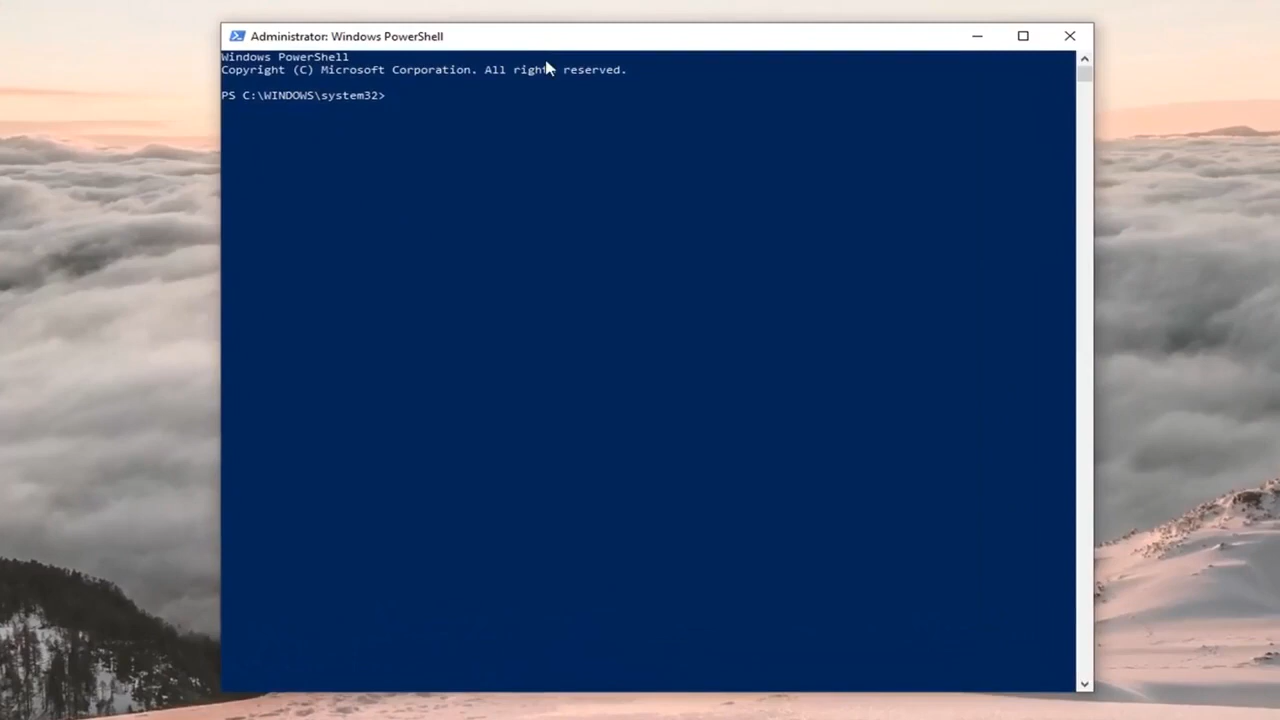 Administrator: Windows PowerShell
Windows PowerShell
Copyright (C) Microsoft Corporation. All rights reserved.
PS C:\WINDOWS\system32>